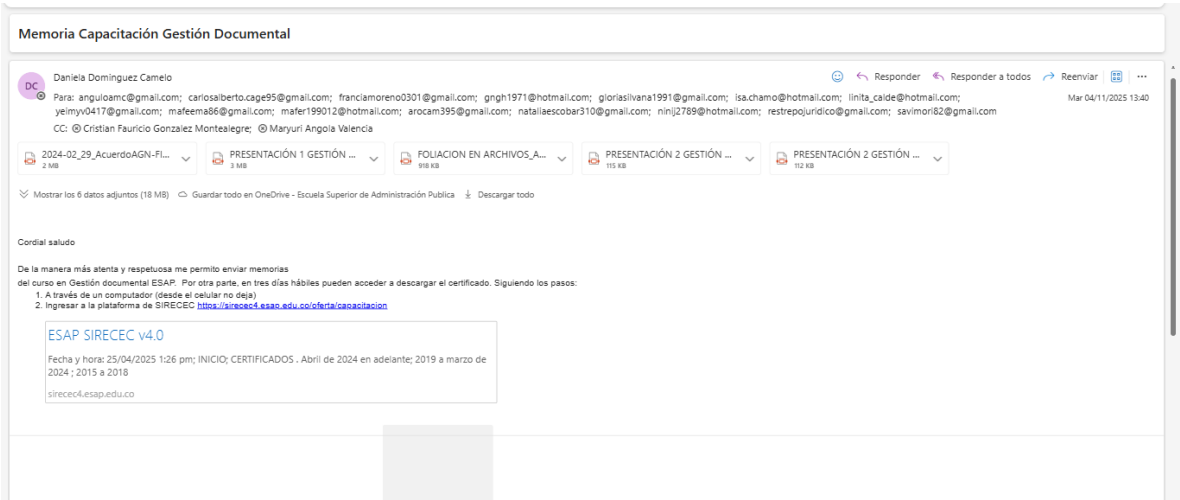 Memoria Capacitación Gestión Documental
DC
Daniela Dominguez Camelo
Responder
Responder a todos
Reenviar
Para: anguloamc@gmail.com; carlosalberto.cage95@gmail.com; franciamoreno0301@gmail.com; gngh1971@hotmail.com; gloriasilvana1991@gmail.com; isa.chamo@hotmail.com; linita_calde@hotmail.com;
Mar 04/11/2025 13:40
yeimyv0417@gmail.com; mafeema86@gmail.com; mafer199012@hotmail.com; arocam395@gmail.com; nataliaescobar310@gmail.com; ninij2789@hotmail.com; restrepojuridico@gmail.com; savimori82@gmail.com
CC: Cristian Fauricio Gonzalez Montealegre; Maryuri Angola Valencia
2024-02_29_AcuerdoAGN-FI...
2 MB
PRESENTACIÓN 1 GESTIÓN ...
3 MB
FOLIACION EN ARCHIVOS_A...
918 KB
PRESENTACIÓN 2 GESTIÓN ...
115 KB
PRESENTACIÓN 2 GESTIÓN ...
112 KB
Mostrar los 6 datos adjuntos (18 MB)
Guardar todo en OneDrive - Escuela Superior de Administración Publica
Descargar todo
Cordial saludo
De la manera más atenta y respetuosa me permito enviar memorias
del curso en Gestión documental ESAP. Por otra parte, en tres días hábiles pueden acceder a descargar el certificado. Siguiendo los pasos:
1. A través de un computador (desde el celular no deja)
2. Ingresar a la plataforma de SIRECEC https://sirecec4.esap.edu.co/oferta/capacitacion
ESAP SIRECEC v4.0
Fecha y hora: 25/04/2025 1:26 pm; INICIO; CERTIFICADOS . Abril de 2024 en adelante; 2019 a marzo de
2024 ; 2015 a 2018
sirecec4.esap.edu.co